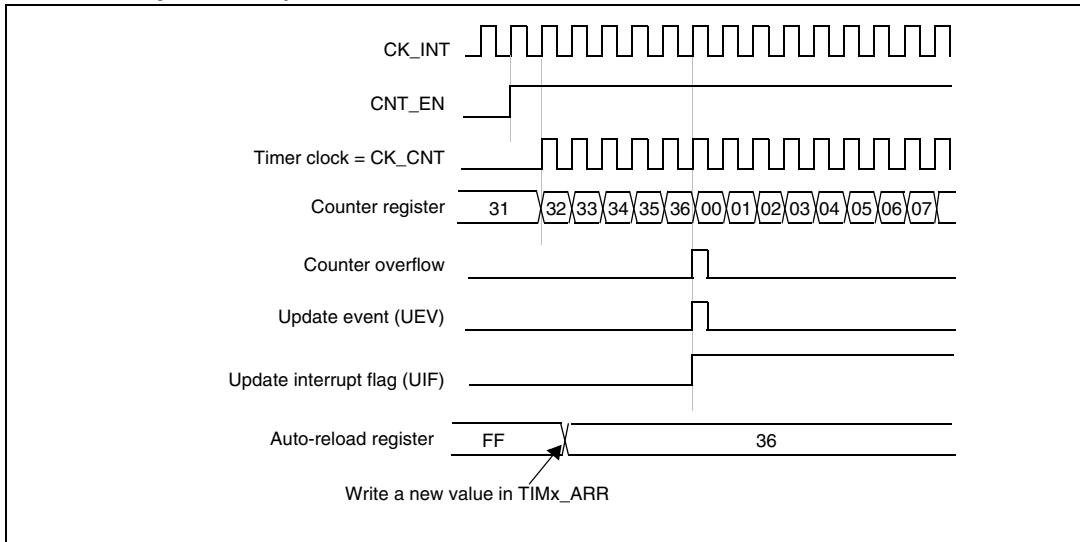 CK_INT
CNT_EN
Timer clock = CK_CNT
Counter register 31 32 33 34 35 36 00 01 02 03 04 05 06 07
Counter overflow
Update event (UEV)
Update interrupt flag (UIF)
Auto-reload register FF 36
Write a new value in TIMx_ARR